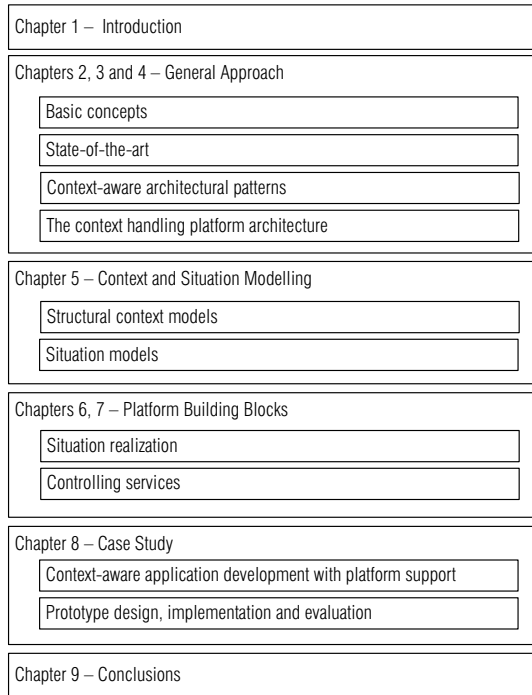 Chapter 1 – Introduction
Chapters 2, 3 and 4 – General Approach
Basic concepts
State-of-the-art
Context-aware architectural patterns
The context handling platform architecture
Chapter 5 – Context and Situation Modelling
Structural context models
Situation models
Chapters 6, 7 – Platform Building Blocks
Situation realization
Controlling services
Chapter 8 – Case Study
Context-aware application development with platform support
Prototype design, implementation and evaluation
Chapter 9 – Conclusions